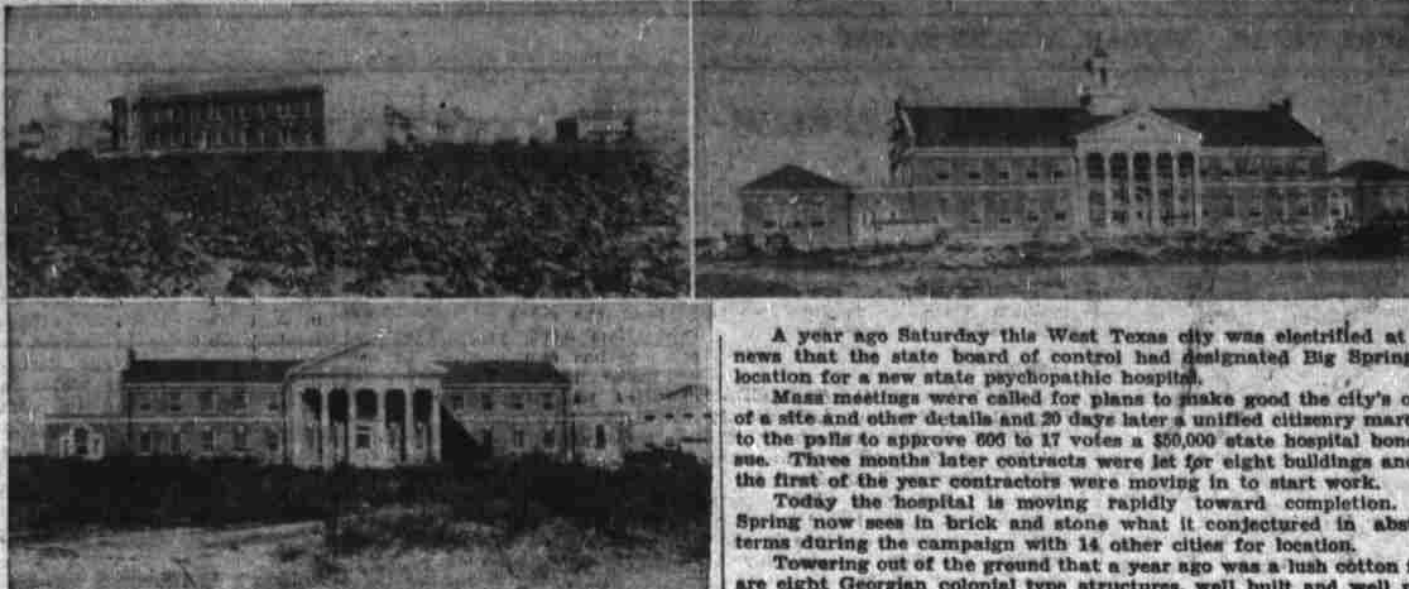 A year ago Saturday this West Texas city was electrified at
news that the state board of control had designated Big Spring
location for a new state psychopathic hospital.
Mass meetings were called for plans to make good the city's o
of a site and other details and 20 days later a unified citizenry mar
to the polls to approve 606 to 17 votes a $50,000 state hospital bon
sue. Three months later contracts were let for eight buildings an
the first of the year contractors were moving in to start work.
Today the hospital is moving rapidly toward completion.
Spring now sees in brick and stone what it conjectured in abs
terms during the campaign with 14 other cities for location.
Towering out of the ground that a year ago was a lush cotton
are eight Georgian colonial type structures, well built and well